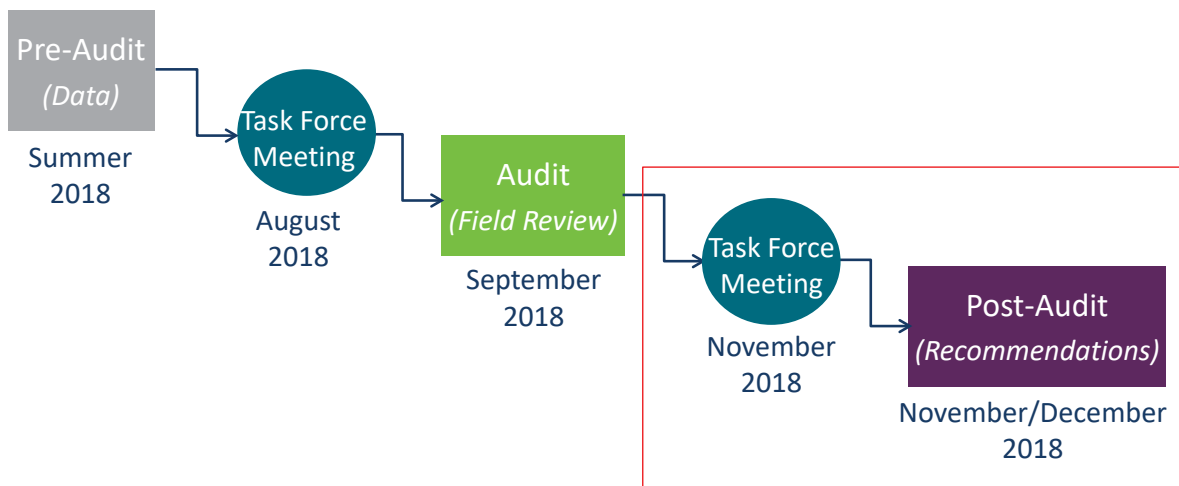 Pre-Audit
(Data)
Summer
2018
Task Force
Meeting
August
2018
Audit
(Field Review)
September
2018
Task Force
Meeting
November
2018
Post-Audit
(Recommendations)
November/December
2018